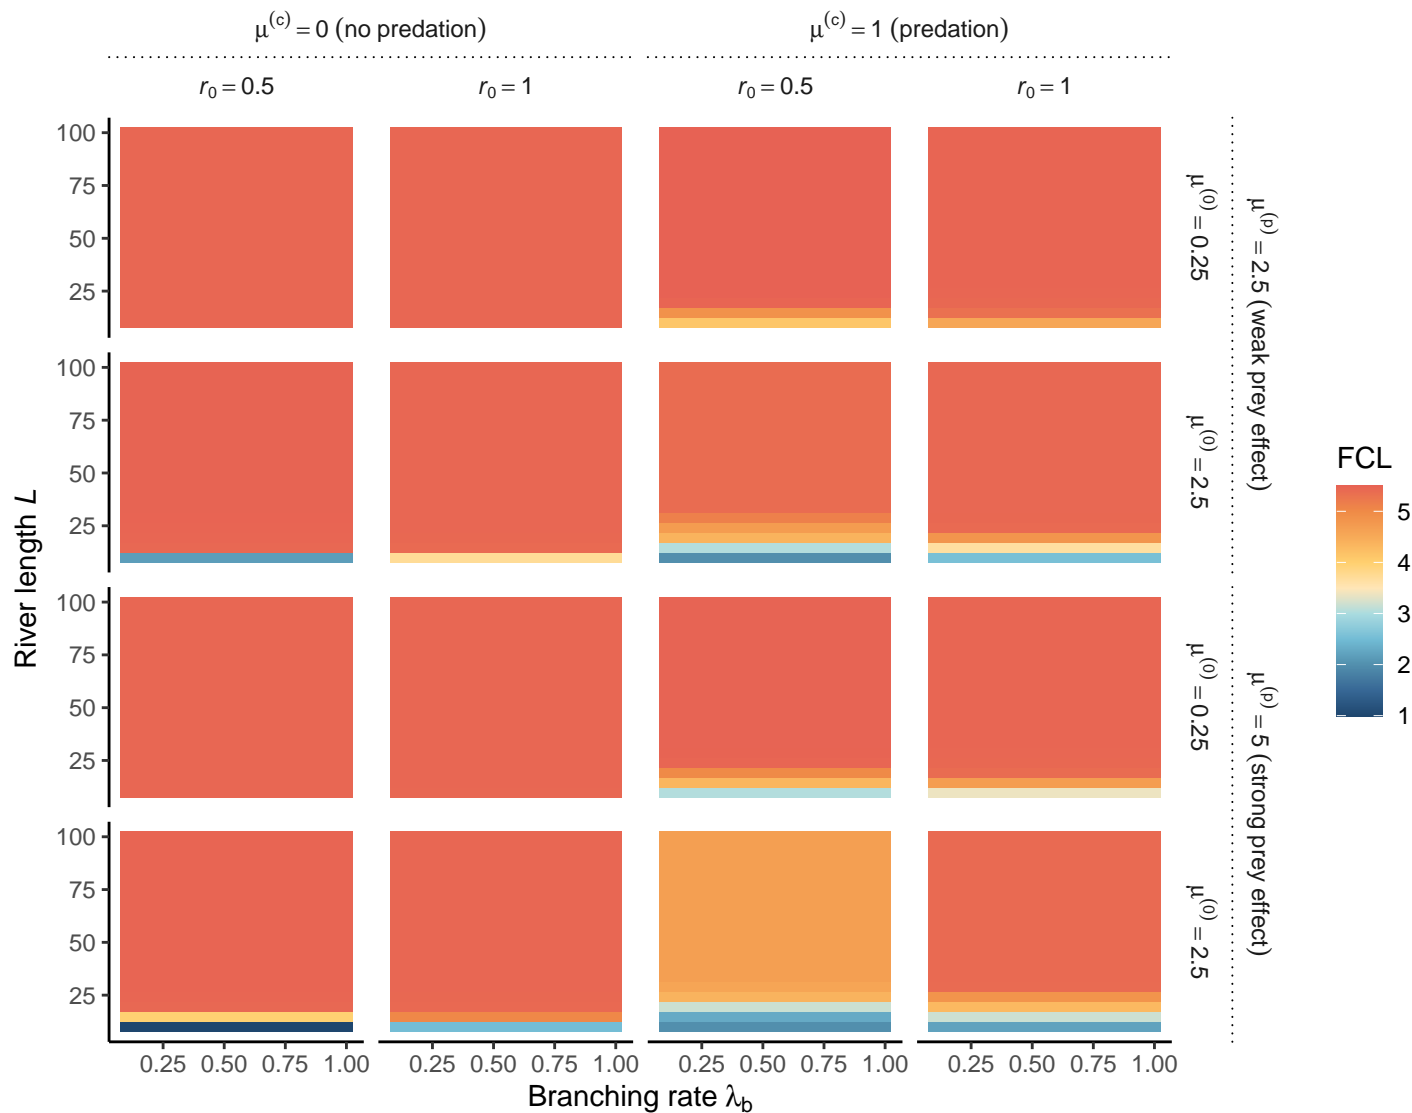 μ(c) = 0 (no predation)
μ(c) = 1 (predation)
r0 = 0.5
r0 = 1
r0 = 0.5
r0 = 1
100
75
50
25
μ(0) = 0.25
100
75
50
25
μ(0) = 2.5
μ(p) = 2.5 (weak prey effect)
100
75
50
25
μ(0) = 0.25
100
75
50
25
μ(0) = 2.5
μ(p) = 5 (strong prey effect)
River length L
0.25 0.50 0.75 1.00
0.25 0.50 0.75 1.00
0.25 0.50 0.75 1.00
0.25 0.50 0.75 1.00
Branching rate λb
FCL
5
4
3
2
1